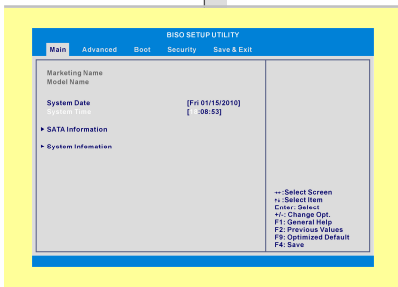 BISO SETUP UTILITY
Main Advanced Boot Security Save & Exit
Marketing Name
Model Name
System Date [Fri 01/15/2010]
System Time [ :08:53]
SATA Information
System Infomation
↔:Select Screen
↑↓:Select Item
Enter: Select
+/-: Change Opt.
F1: General Help
F2: Previous Values
F9: Optimized Default
F4: Save